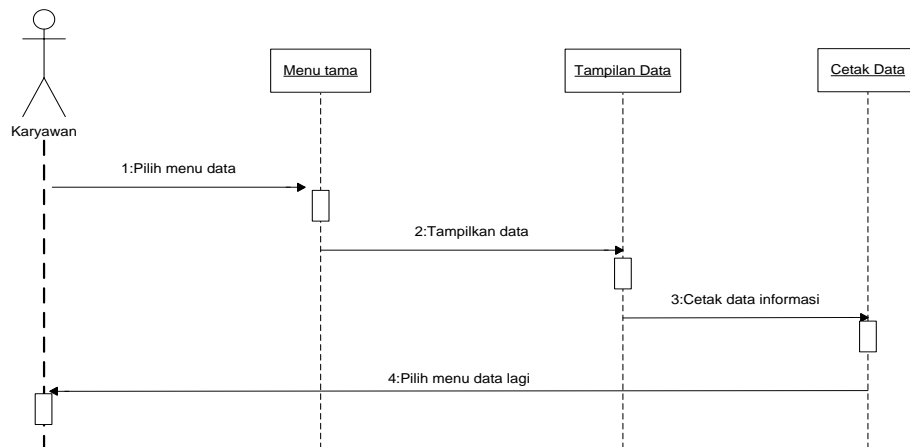 Menu tama
Tampilan Data
Cetak Data
Karyawan
1:Pilih menu data
2:Tampilkan data
3:Cetak data informasi
4:Pilih menu data lagi